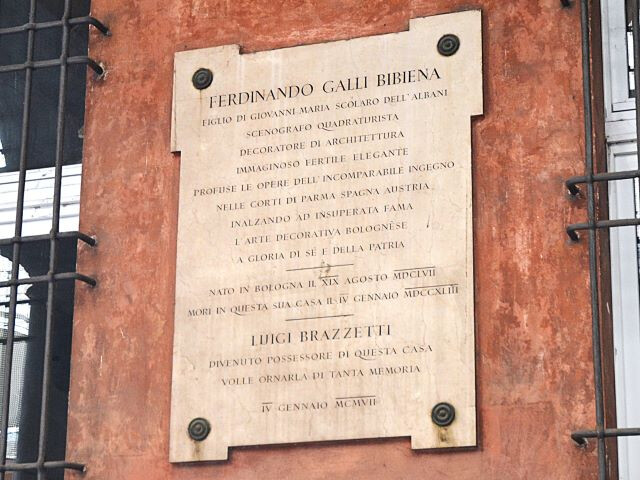 FERDINANDO GALLI BIBIENA
FIGLIO DI GIOVANNI MARIA SCOLARO DELL'ALBANI
SCENOGRAFO QUADRATURISTA
DECORATORE DI ARCHITETTURA
IMMAGINOSO FERTILE ELEGANTE
PROFUSE LE OPERE DELL'INCOMPARABILE INGEGNO
NELLE CORTI DI PARMA SPAGNA AUSTRIA
INALZANDO AD INSUPERATA FAMA
L'ARTE DECORATIVA BOLOGNESE
A GLORIA DI SÈ E DELLA PATRIA
NATO IN BOLOGNA IL XIX AGOSTO MDCLVII
MORÌ IN QUESTA SUA CASA IL IV GENNAIO MDCCXLIII
LUIGI BRAZZETTI
DIVENUTO POSSESSORE DI QUESTA CASA
VOLLE ORNARLA DI TANTA MEMORIA
IV GENNAIO MCMVII